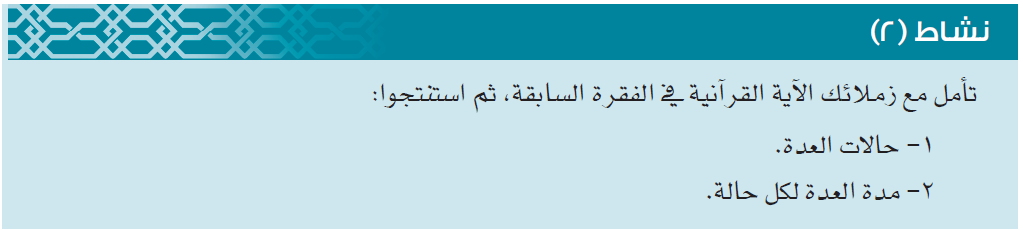 نشاط (٢)
تأمل مع زملائك الآية القرآنية في الفقرة السابقة، ثم استنتجوا:
١- حالات العدة.
٢- مدة العدة لكل حالة.